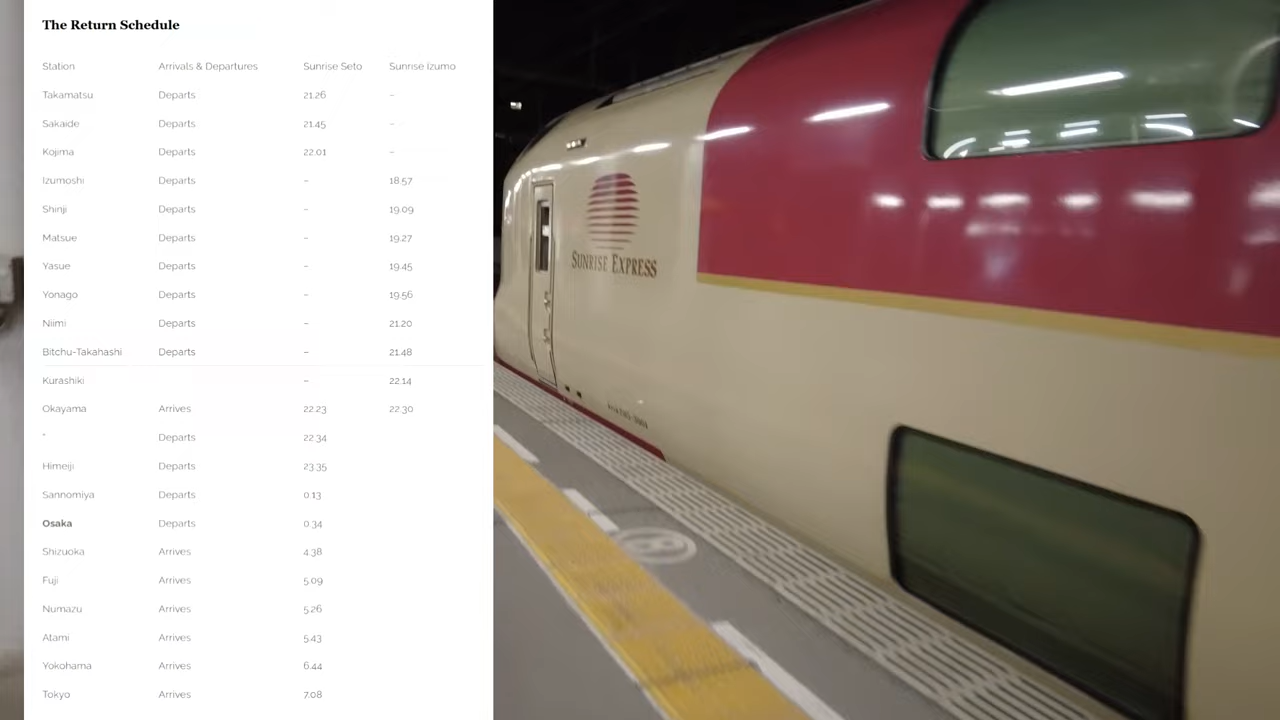 The Return Schedule
Station Arrivals & Departures Sunrise Seto Sunrise Izumo
Takamatsu Departs 21.26 –
Sakaide Departs 21.45 –
Kojima Departs 22.01 –
Izumoshi Departs – 18.57
Shinji Departs – 19.09
Matsue Departs – 19.27
Yasue Departs – 19.45
Yonago Departs – 19.56
Niimi Departs – 21.20
Bitchu-Takahashi Departs – 21.48
Kurashiki – 22.14
Okayama Arrives 22.23 22.30
" Departs 22.34
Himeiji Departs 23.35
Sannomiya Departs 0.13
Osaka Departs 0.34
Shizuoka Arrives 4.38
Fuji Arrives 5.09
Numazu Arrives 5.26
Atami Arrives 5.43
Yokohama Arrives 6.44
Tokyo Arrives 7.08
SUNRISE EXPRESS
8